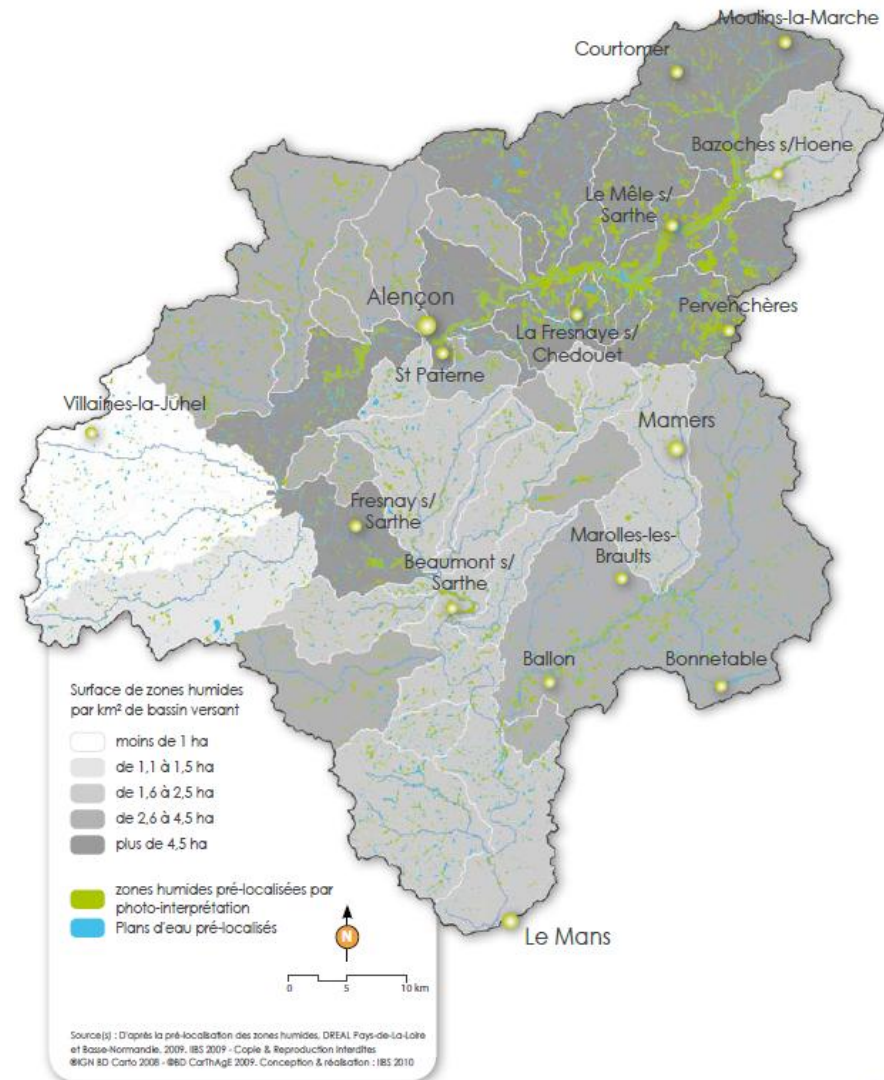 Moulins-la-Marche
Courtomer
Bazoches s/Hoene
Le Mêle s/
Sarthe
Alençon
Pervenchères
La Fresnaye s/
Chedouet
St Paterne
Villaines-la-Juhel
Mamers
Fresnay s/
Sarthe
Marolles-les-
Braults
Beaumont s/
Sarthe
Ballon
Bonnetable
Surface de zones humides
par km² de bassin versant
moins de 1 ha
de 1,1 à 1,5 ha
de 1,6 à 2,5 ha
de 2,6 à 4,5 ha
plus de 4,5 ha
zones humides pré-localisées par
photo-interprétation
Plans d'eau pré-localisés
N
0 5 10 km
Le Mans
Source(s) : D'après la pré-localisation des zones humides, DREAL Pays-de-La-Loire
et Basse-Normandie, 2009. IIBS 2009 - Copie & Reproduction interdites
©IGN BD Carto 2008 - ©BD CarThAgE 2009. Conception & réalisation : IIBS 2010